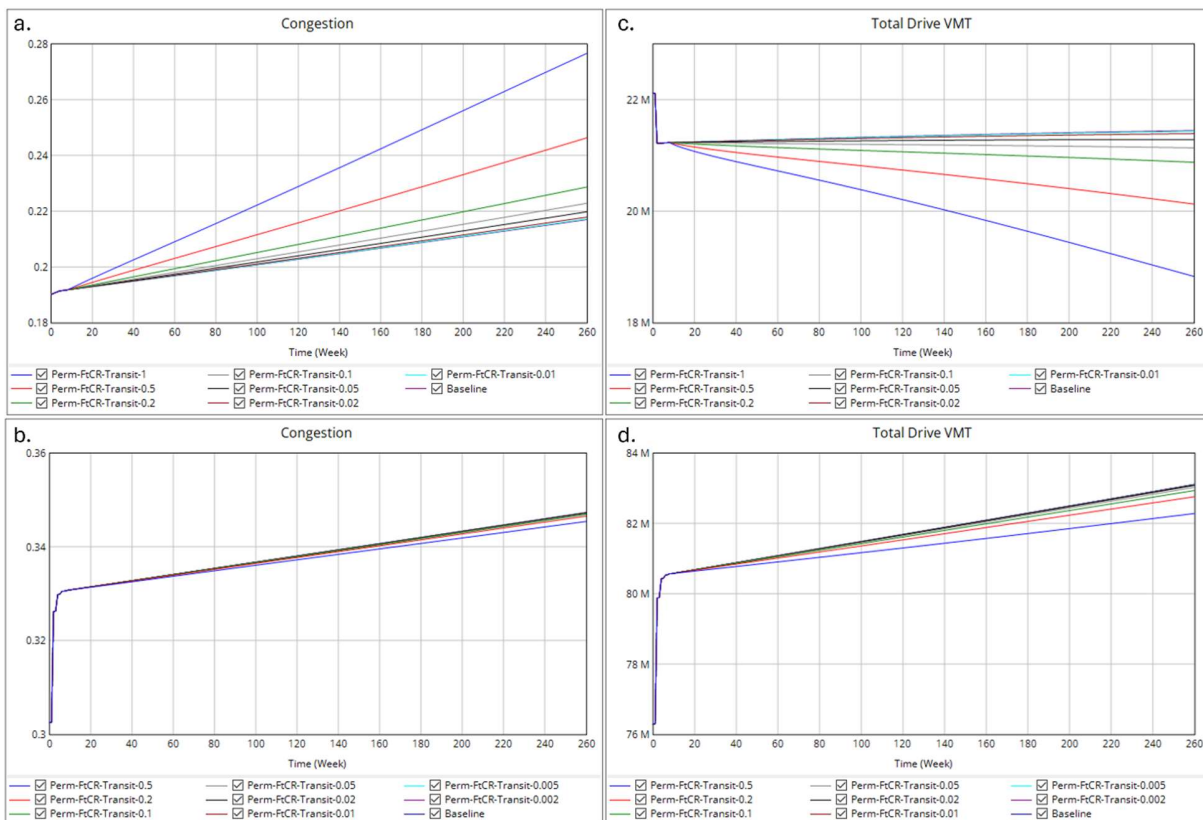 a.
Congestion
0.28
0.26
0.24
0.22
0.2
0.18
0 20 40 60 80 100 120 140 160 180 200 220 240 260
Time (Week)
Perm-FtCR-Transit-1 Perm-FtCR-Transit-0.1 Perm-FtCR-Transit-0.01
Perm-FtCR-Transit-0.5 Perm-FtCR-Transit-0.05 Baseline
Perm-FtCR-Transit-0.2 Perm-FtCR-Transit-0.02
c.
Total Drive VMT
22 M
20 M
18 M
0 20 40 60 80 100 120 140 160 180 200 220 240 260
Time (Week)
Perm-FtCR-Transit-1 Perm-FtCR-Transit-0.1 Perm-FtCR-Transit-0.01
Perm-FtCR-Transit-0.5 Perm-FtCR-Transit-0.05 Baseline
Perm-FtCR-Transit-0.2 Perm-FtCR-Transit-0.02
b.
Congestion
0.36
0.34
0.32
0.3
0 20 40 60 80 100 120 140 160 180 200 220 240 260
Time (Week)
Perm-FtCR-Transit-0.5 Perm-FtCR-Transit-0.05 Perm-FtCR-Transit-0.005
Perm-FtCR-Transit-0.2 Perm-FtCR-Transit-0.02 Perm-FtCR-Transit-0.002
Perm-FtCR-Transit-0.1 Perm-FtCR-Transit-0.01 Baseline
d.
Total Drive VMT
84 M
82 M
80 M
78 M
76 M
0 20 40 60 80 100 120 140 160 180 200 220 240 260
Time (Week)
Perm-FtCR-Transit-0.5 Perm-FtCR-Transit-0.05 Perm-FtCR-Transit-0.005
Perm-FtCR-Transit-0.2 Perm-FtCR-Transit-0.02 Perm-FtCR-Transit-0.002
Perm-FtCR-Transit-0.1 Perm-FtCR-Transit-0.01 Baseline